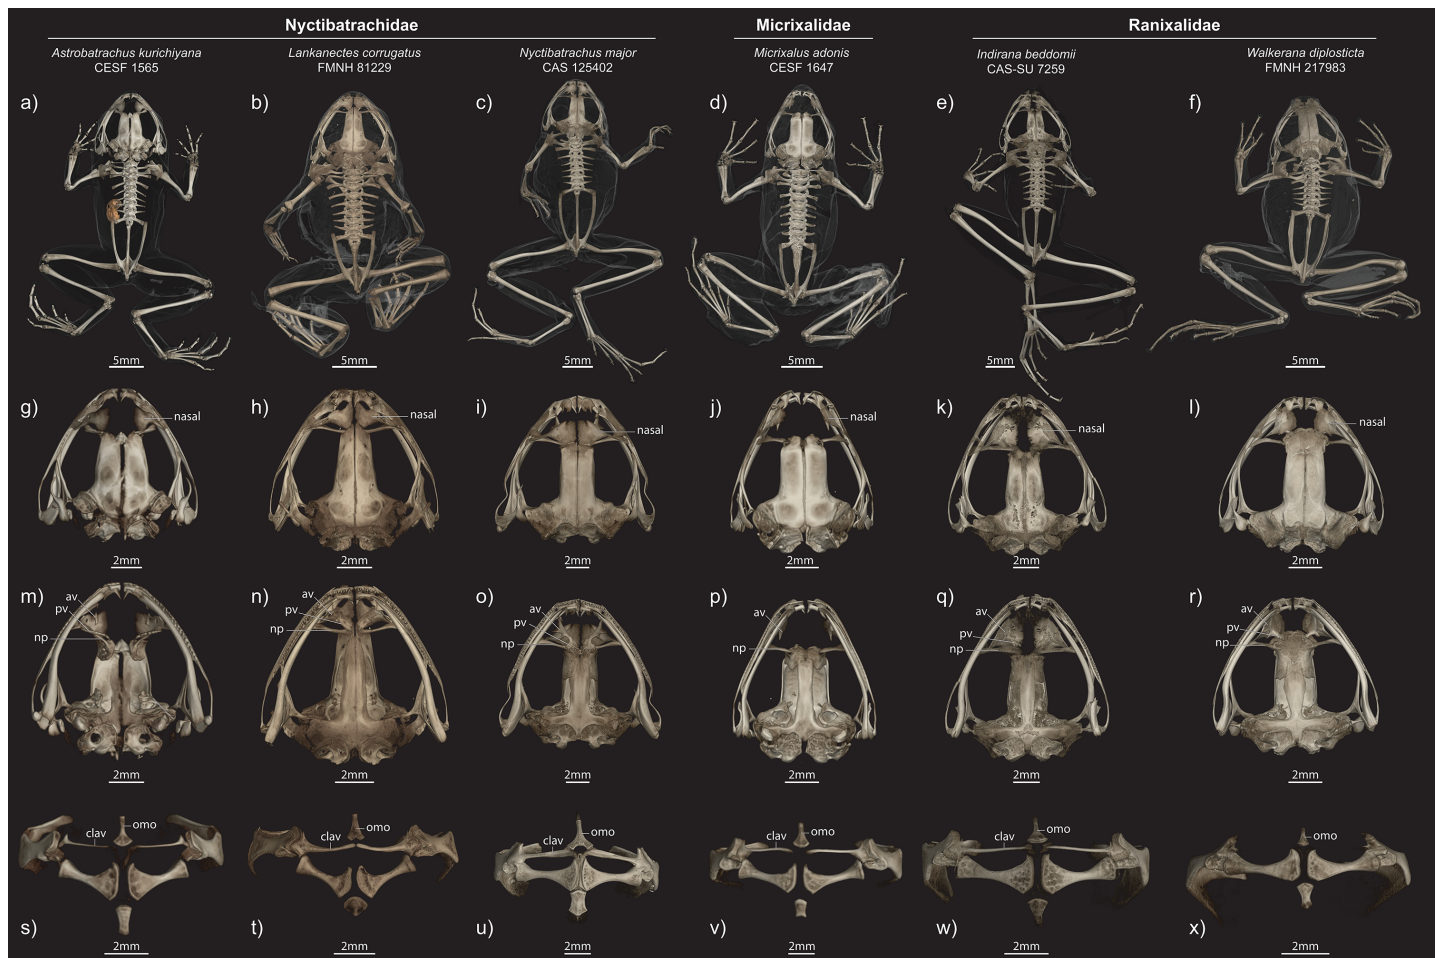 Nyctibatrachidae Micrixalidae Ranixalidae
Astrobatrachus kurichiyana Lankanectes corrugatus Nyctibatrachus major Micrixalus adonis Indirana beddomii Walkerana diplosticta
CESF 1565 FMNH 81229 CAS 125402 CESF 1647 CAS-SU 7259 FMNH 217983
a) b) c) d) e) f)
5mm 5mm 5mm 5mm 5mm 5mm
g) h) i) j) k) l)
nasal nasal nasal nasal nasal nasal
2mm 2mm 2mm 2mm 2mm 2mm
m) n) o) p) q) r)
av av av av av av
pv pv pv pv pv
np np np np np np
2mm 2mm 2mm 2mm 2mm 2mm
omo omo omo omo omo omo
clav clav clav clav clav
s) t) u) v) w) x)
2mm 2mm 2mm 2mm 2mm 2mm